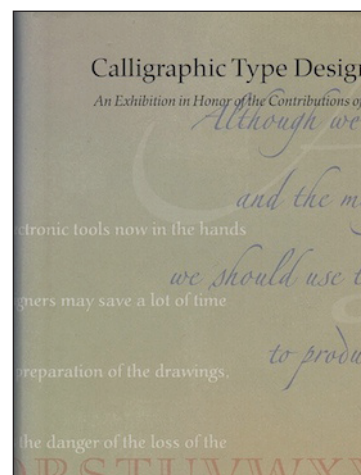 Calligraphic Type Design
An Exhibition in Honor of the Contributions of
Although we
and the m
ctronic tools now in the hands
we should use t
gners may save a lot of time
to produ
preparation of the drawings,
the danger of the loss of the
QRSTUVWXY